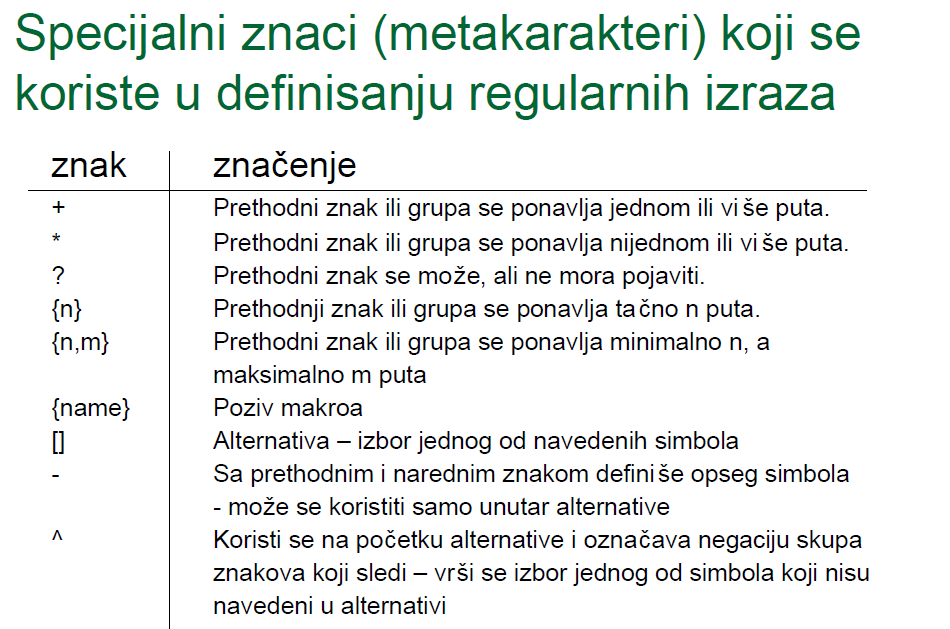 Specijalni znaci (metakarakteri) koji se
koriste u definisanju regularnih izraza
znak značenje
+ Prethodni znak ili grupa se ponavlja jednom ili više puta.
* Prethodni znak ili grupa se ponavlja nijednom ili više puta.
? Prethodni znak se može, ali ne mora pojaviti.
{n} Prethodnji znak ili grupa se ponavlja tačno n puta.
{n,m} Prethodni znak ili grupa se ponavlja minimalno n, a
maksimalno m puta
{name} Poziv makroa
[] Alternativa – izbor jednog od navedenih simbola
- Sa prethodnim i narednim znakom definiše opseg simbola
- može se koristiti samo unutar alternative
^ Koristi se na početku alternative i označava negaciju skupa
znakova koji sledi – vrši se izbor jednog od simbola koji nisu
navedeni u alternativi